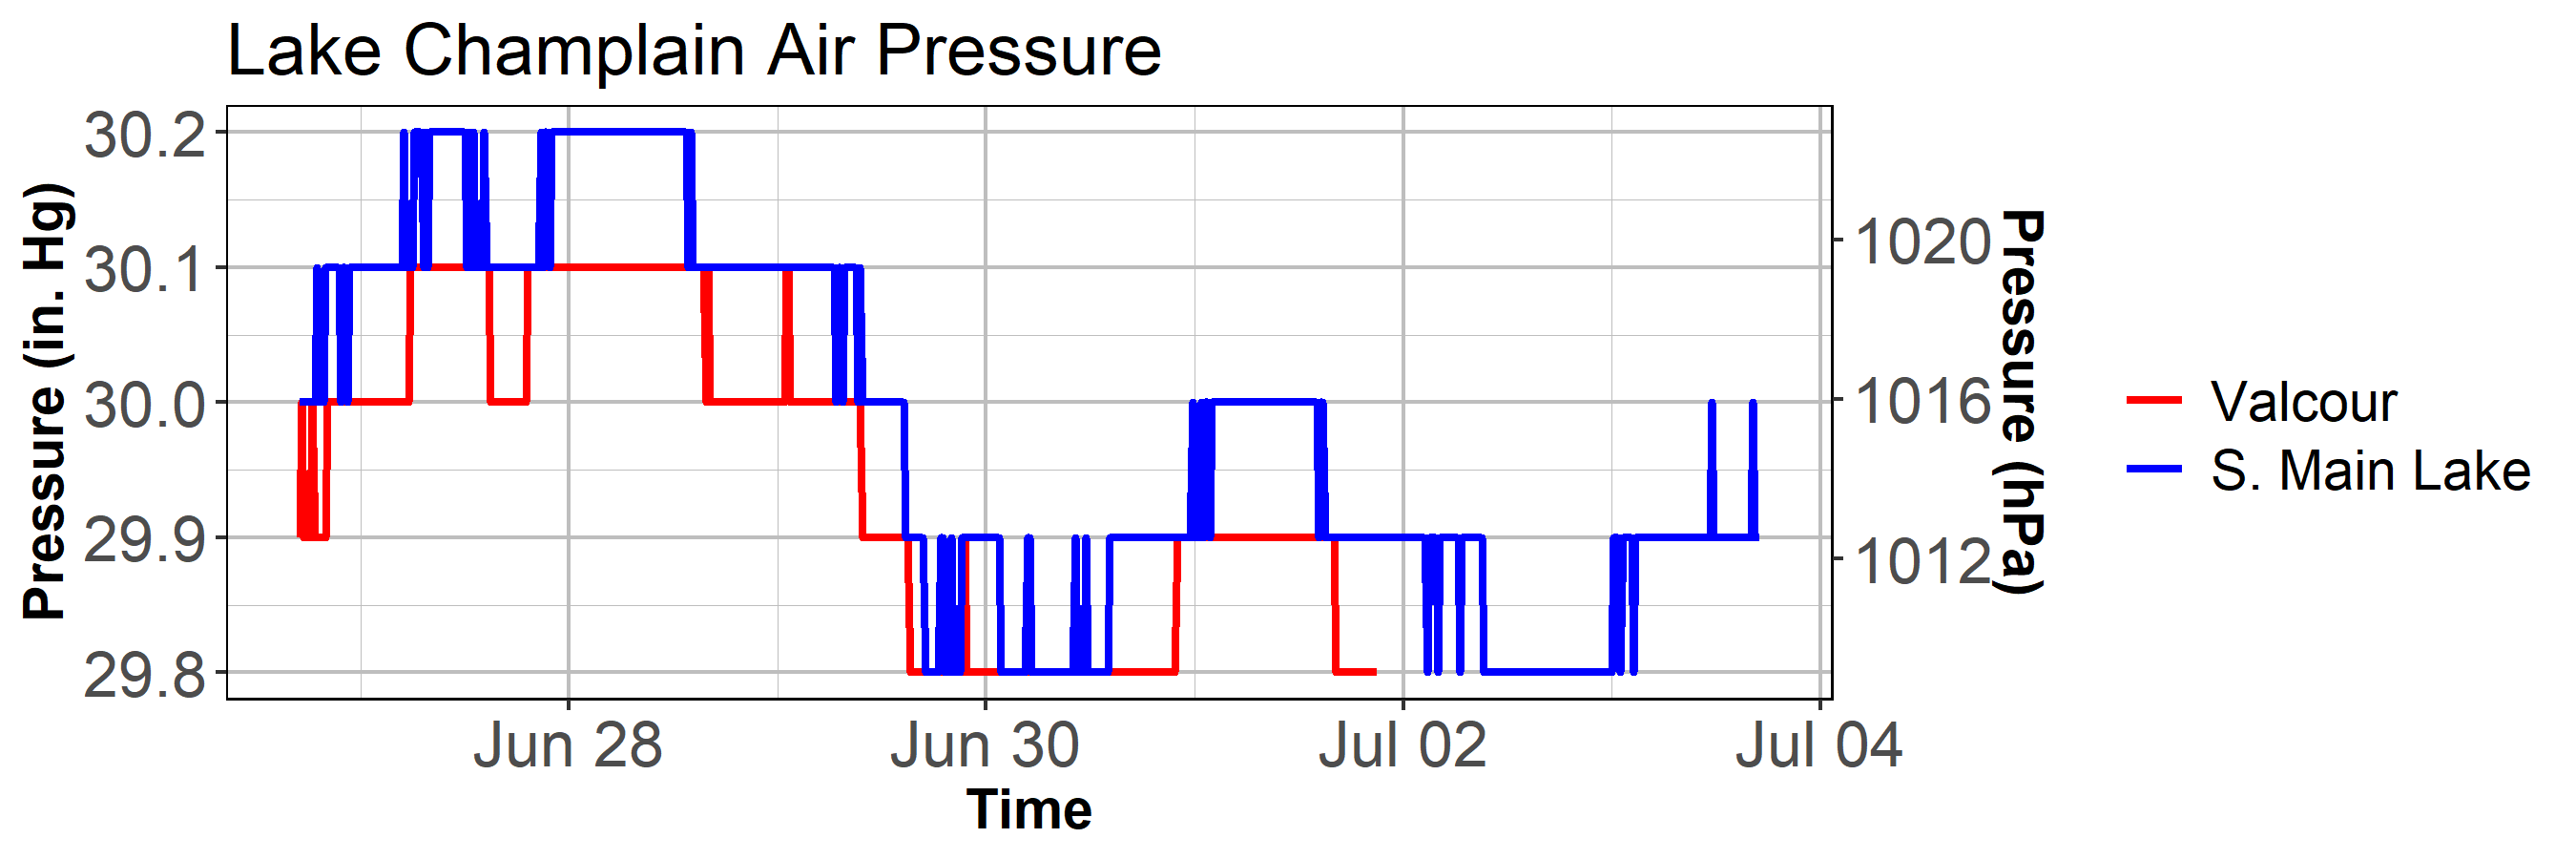 Lake Champlain Air Pressure
Pressure (in. Hg)
30.2
30.1
30.0
29.9
29.8
1020
1016
1012
Pressure (hPa)
Jun 28
Jun 30
Jul 02
Jul 04
Time
Valcour
S. Main Lake